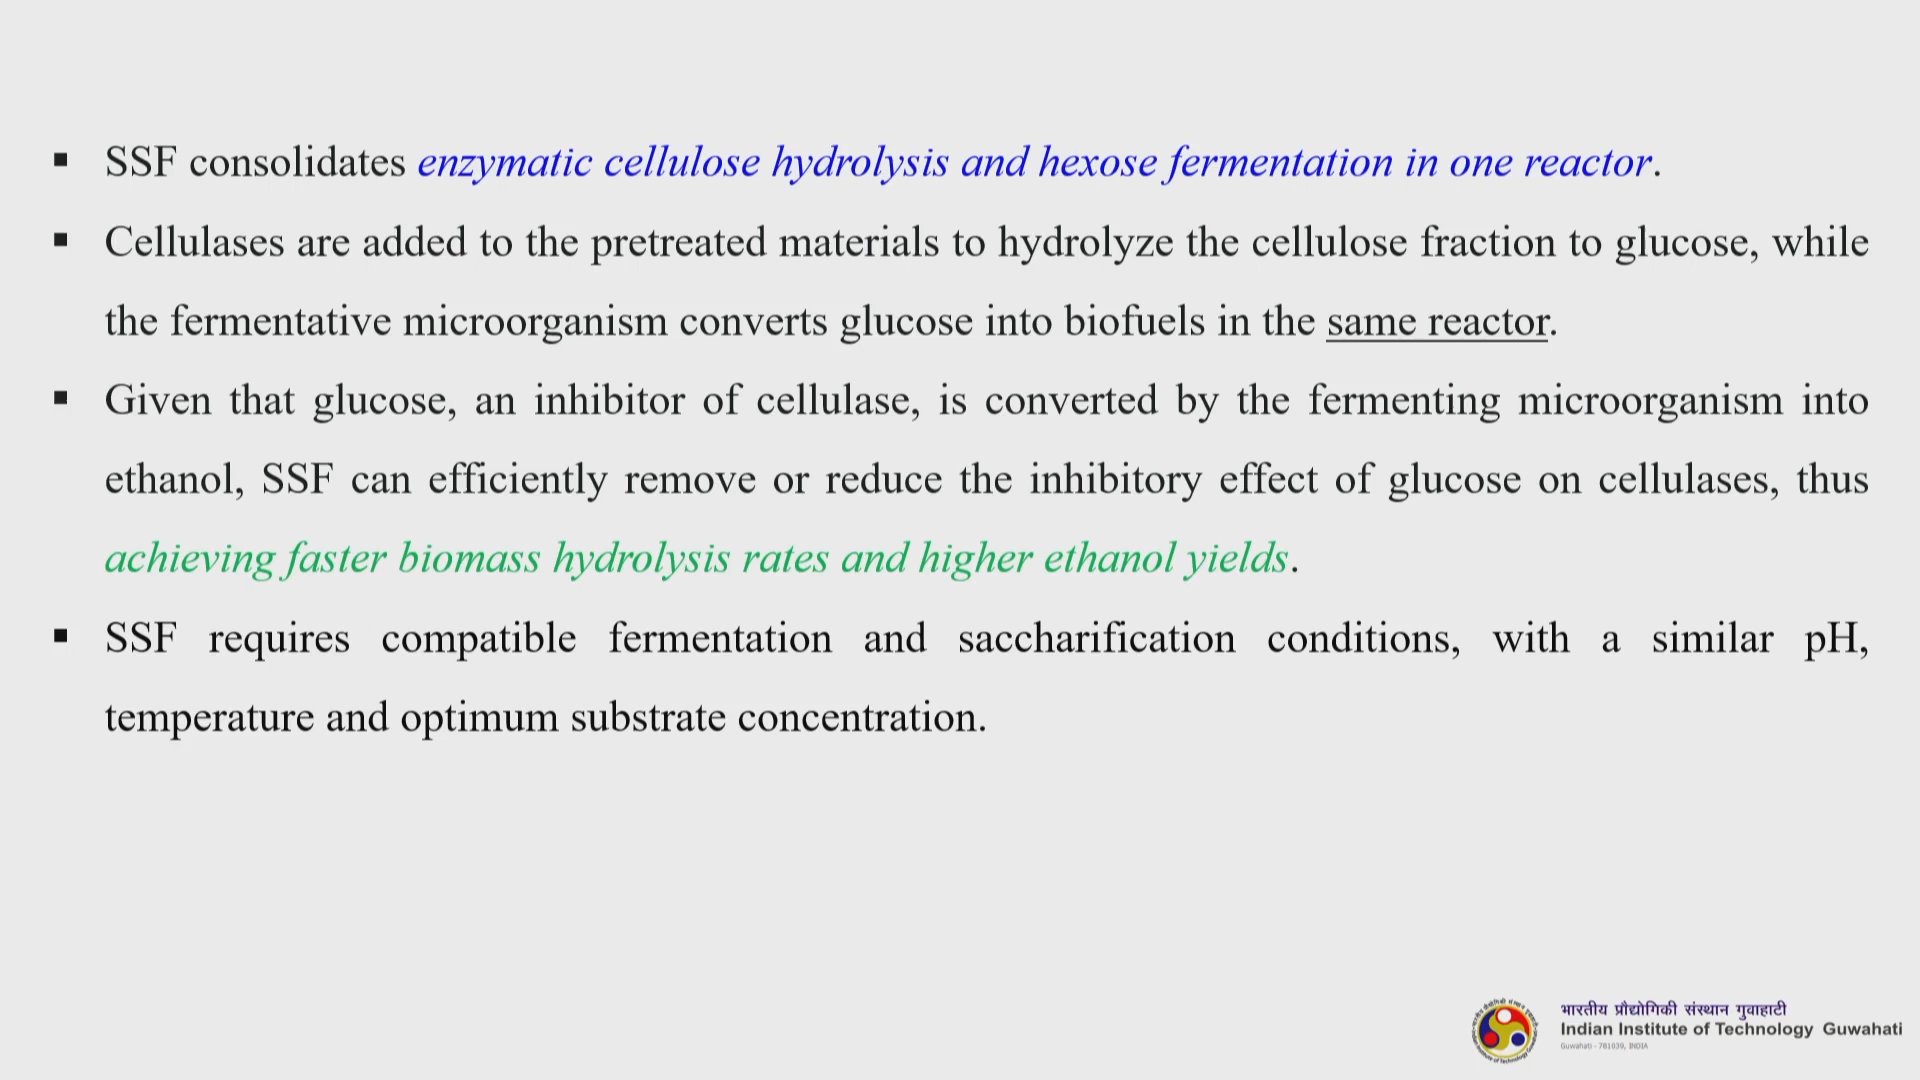 ▪ SSF consolidates enzymatic cellulose hydrolysis and hexose fermentation in one reactor.
▪ Cellulases are added to the pretreated materials to hydrolyze the cellulose fraction to glucose, while
the fermentative microorganism converts glucose into biofuels in the same reactor.
▪ Given that glucose, an inhibitor of cellulase, is converted by the fermenting microorganism into
ethanol, SSF can efficiently remove or reduce the inhibitory effect of glucose on cellulases, thus
achieving faster biomass hydrolysis rates and higher ethanol yields.
▪ SSF requires compatible fermentation and saccharification conditions, with a similar pH,
temperature and optimum substrate concentration.
भारतीय प्रौद्योगिकी संस्थान गुवाहाटी
Indian Institute of Technology Guwahati
Guwahati - 781039, INDIA